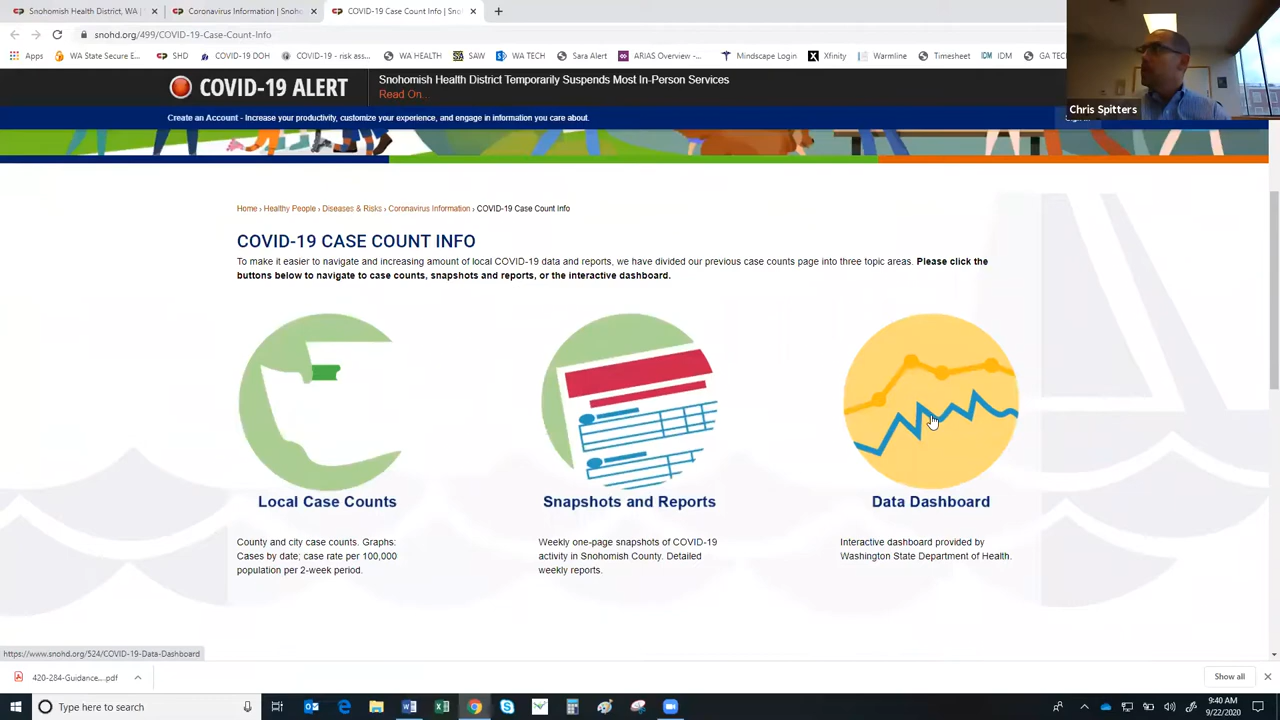 Snohomish Health District, WA |
Coronavirus Information | Snoho
COVID-19 Case Count Info | Sno
snohd.org/499/COVID-19-Case-Count-Info
Apps
WA State Secure E...
SHD
COVID-19 DOH
COVID-19 - risk ass...
WA HEALTH
SAW
WA TECH
Sara Alert
ARIAS Overview -...
Mindscape Login
Xfinity
Warmline
Timesheet
IDM
GA TEC
Chris Spitters
COVID-19 ALERT
Snohomish Health District Temporarily Suspends Most In-Person Services
Read On...
Create an Account - Increase your productivity, customize your experience, and engage in information you care about.
Home › Healthy People › Diseases & Risks › Coronavirus Information › COVID-19 Case Count Info
COVID-19 CASE COUNT INFO
To make it easier to navigate and increasing amount of local COVID-19 data and reports, we have divided our previous case counts page into three topic areas. Please click the
buttons below to navigate to case counts, snapshots and reports, or the interactive dashboard.
Local Case Counts
Snapshots and Reports
Data Dashboard
County and city case counts. Graphs:
Cases by date; case rate per 100,000
population per 2-week period.
Weekly one-page snapshots of COVID-19
activity in Snohomish County. Detailed
weekly reports.
Interactive dashboard provided by
Washington State Department of Health.
https://www.snohd.org/524/COVID-19-Data-Dashboard
420-284-Guidance....pdf
Show all
Type here to search
9:40 AM
9/22/2020